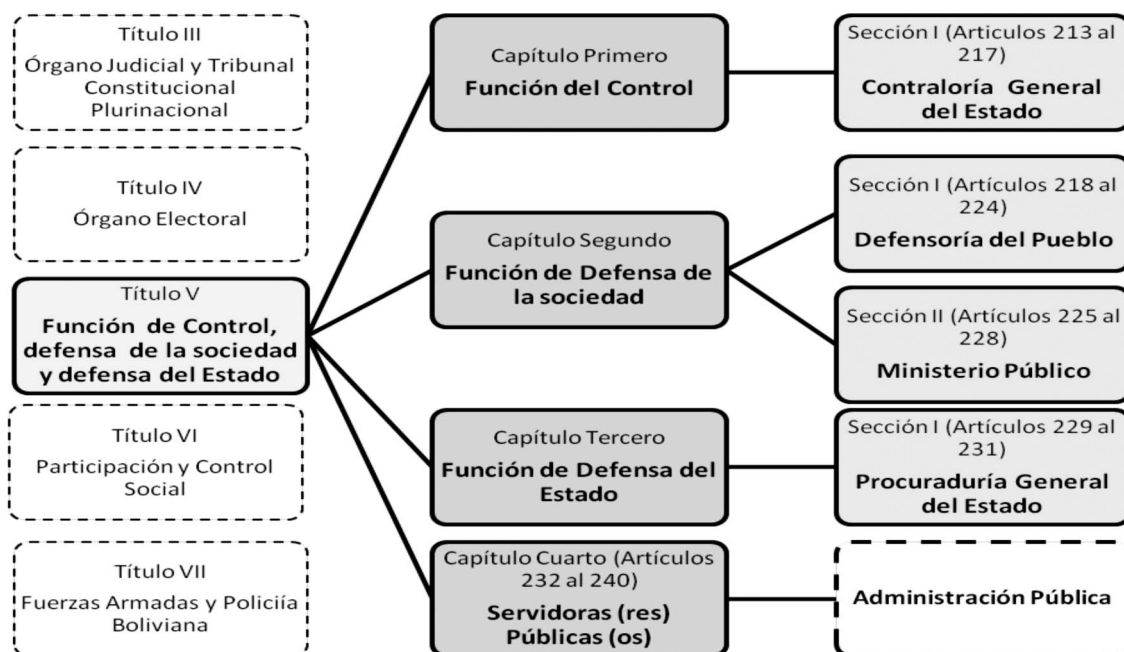 Título III
Órgano Judicial y Tribunal
Constitucional
Plurinacional
Título IV
Órgano Electoral
Título V
Función de Control,
defensa de la sociedad
y defensa del Estado
Título VI
Participación y Control
Social
Título VII
Fuerzas Armadas y Policiía
Boliviana
Capítulo Primero
Función del Control
Capítulo Segundo
Función de Defensa de
la sociedad
Capítulo Tercero
Función de Defensa del
Estado
Capítulo Cuarto (Artículos
232 al 240)
Servidoras (res)
Públicas (os)
Sección I (Articulos 213 al
217)
Contraloría General
del Estado
Sección I (Artículos 218 al
224)
Defensoría del Pueblo
Sección II (Artículos 225 al
228)
Ministerio Público
Sección I (Artículos 229 al
231)
Procuraduría General
del Estado
Administración Pública